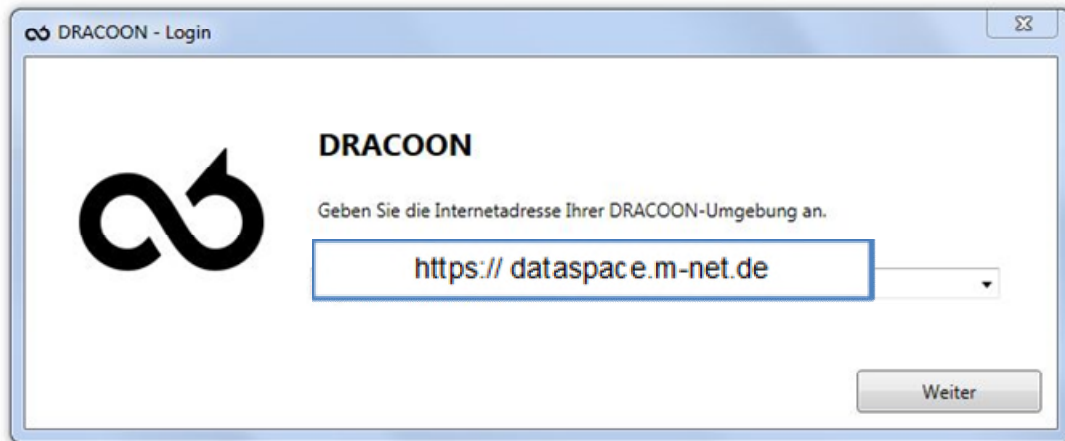 DRACOON - Login
DRACOON
Geben Sie die Internetadresse Ihrer DRACOON-Umgebung an.
https:// dataspace.m-net.de
Weiter